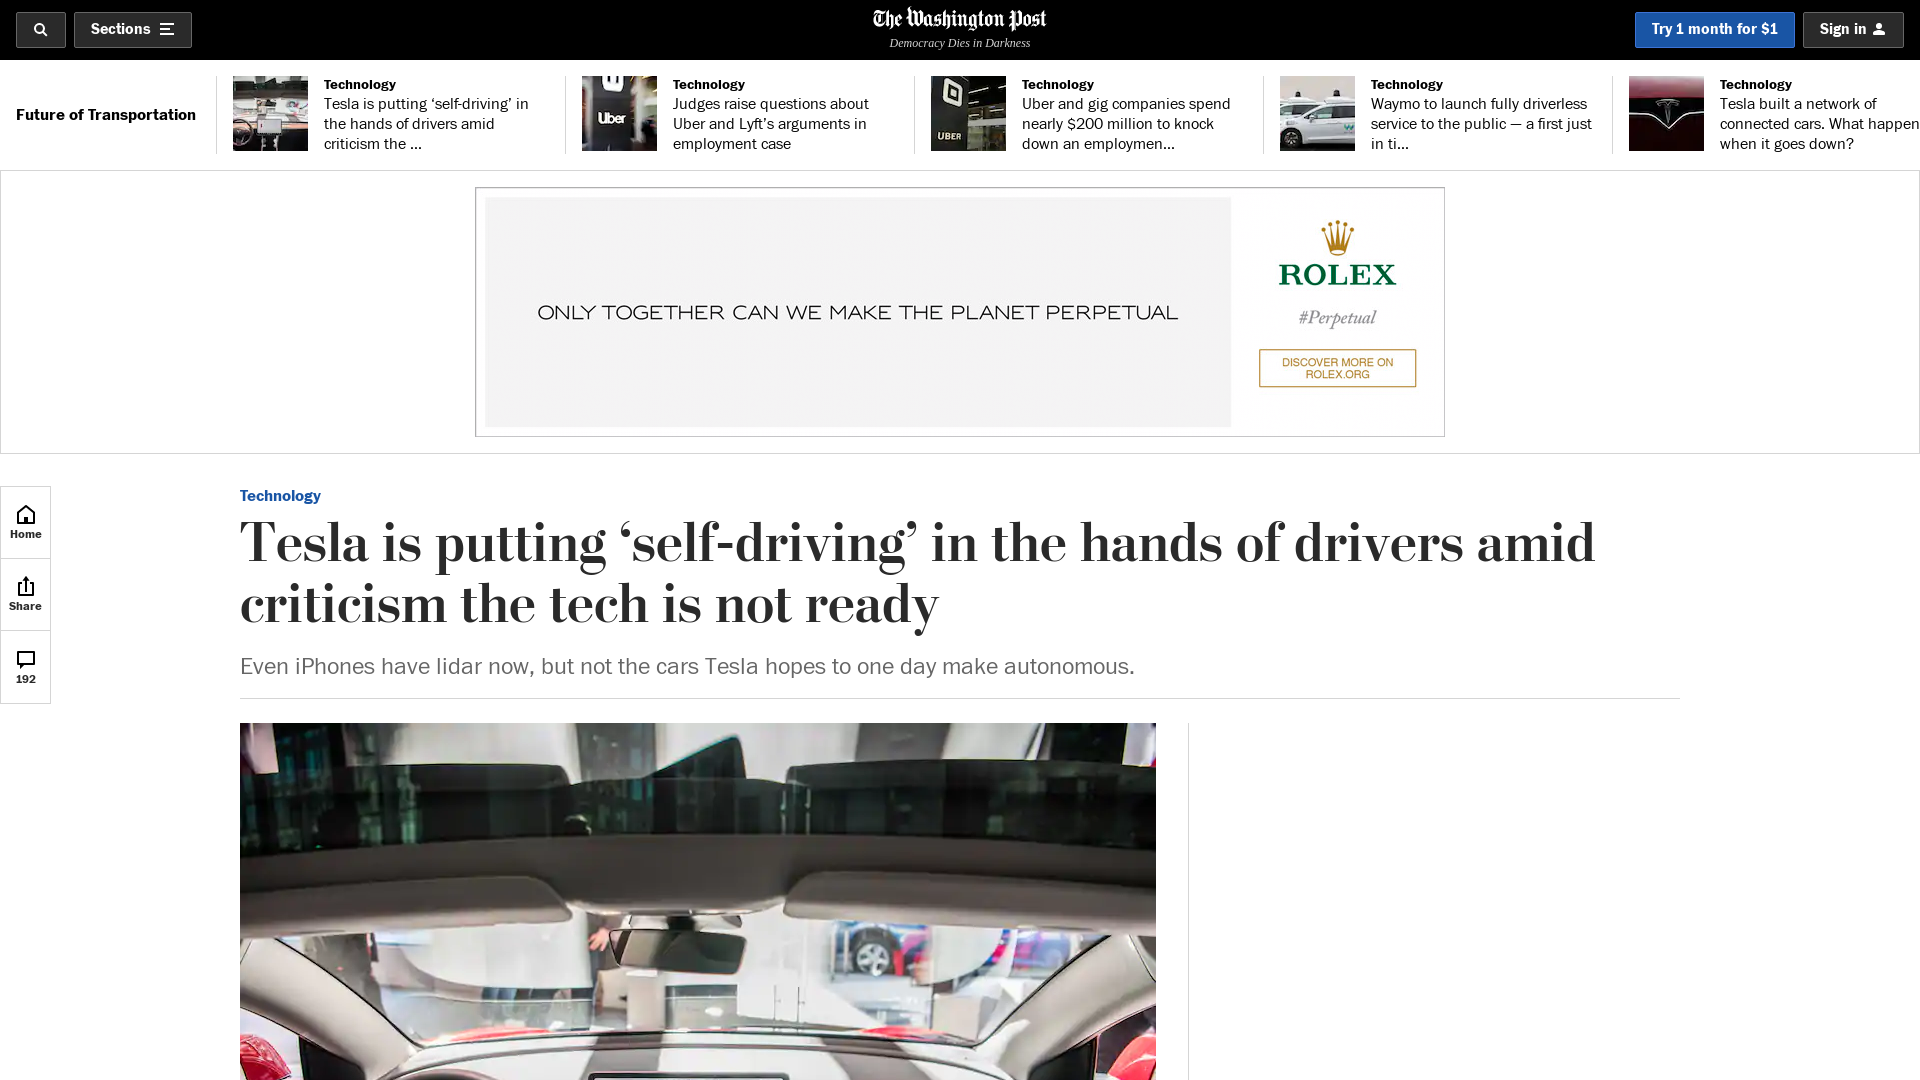 Sections
The Washington Post
Democracy Dies in Darkness
Try 1 month for $1
Sign in
Future of Transportation
Technology
Tesla is putting ‘self-driving’ in
the hands of drivers amid
criticism the ...
Uber
Technology
Judges raise questions about
Uber and Lyft’s arguments in
employment case
UBER
Technology
Uber and gig companies spend
nearly $200 million to knock
down an employmen...
Technology
Waymo to launch fully driverless
service to the public — a first just
in ti...
Technology
Tesla built a network of
connected cars. What happen
when it goes down?
ONLY TOGETHER CAN WE MAKE THE PLANET PERPETUAL
ROLEX
#Perpetual
DISCOVER MORE ON
ROLEX.ORG
Home
Share
192
Technology
Tesla is putting ‘self-driving’ in the hands of drivers amid
criticism the tech is not ready
Even iPhones have lidar now, but not the cars Tesla hopes to one day make autonomous.